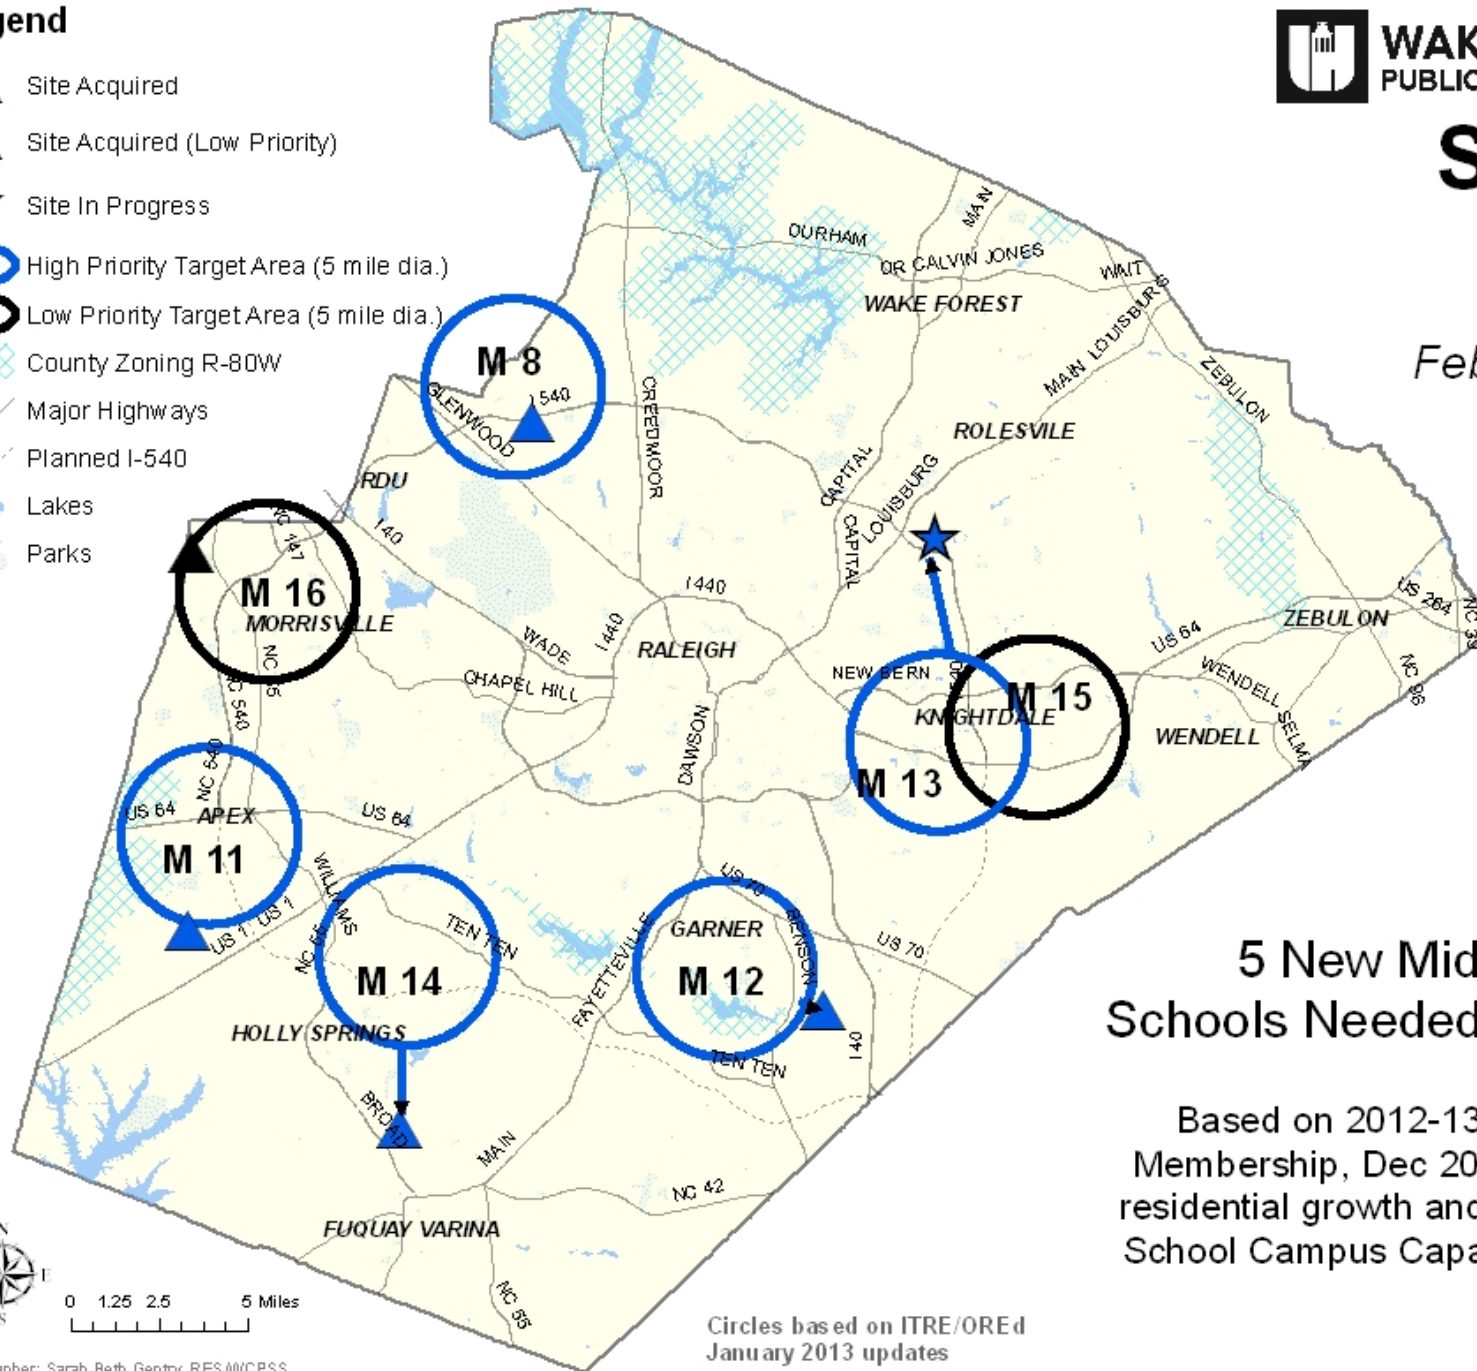 gend
Site Acquired
Site Acquired (Low Priority)
Site In Progress
High Priority Target Area (5 mile dia.)
Low Priority Target Area (5 mile dia.)
County Zoning R-80W
Major Highways
Planned I-540
Lakes
Parks
WAK
PUBLIC
S
Feb
MAIN
DURHAM
DR CALVIN JONES
WAIT
WAKE FOREST
MAIN LOUISBURG
ZEBULON
M 8
I 540
GLENWOOD
CREEDMOOR
ROLESVILE
RDU
CAPITAL
LOUISBURG
CAPITAL
I 40
NC 147
M 16
MORRISVILLE
I 440
I 440
WADE
RALEIGH
US 264
ZEBULON
US 64
NC 96
NEW BERN
M 15
WENDELL
SELMA
CHAPEL HILL
NC 55
NC 540
KNIGHTDALE
WENDELL
DAWSON
M 13
NC 540
US 64
APEX
US 64
M 11
WILLIAMS
US 70
US 1
US 1
NC 55
TEN TEN
GARNER
BENSON
US 70
FAYETTEVILLE
M 14
M 12
HOLLY SPRINGS
I 40
TEN TEN
BROAD
MAIN
NC 42
FUQUAY VARINA
NC 55
5 New Mid
Schools Needed
Based on 2012-13
Membership, Dec 20
residential growth and
School Campus Capa
N
E
S
0 1.25 2.5 5 Miles
Circles based on ITRE/OREd
January 2013 updates
Sarah Beth Gentry, RES/WCPSS